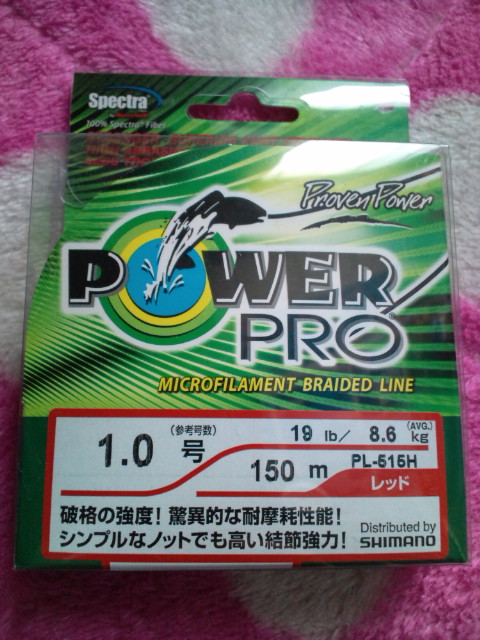 Spectra
100% Spectra® Fiber
Proven Power
POWER
PRO
MICROFILAMENT BRAIDED LINE
1.0 (参考号数) 号
19 lb/ 8.6 (AVG.) kg
150 m
PL-515H
レッド
破格の強度！驚異的な耐摩耗性能！
シンプルなノットでも高い結節強力！
Distributed by
SHIMANO